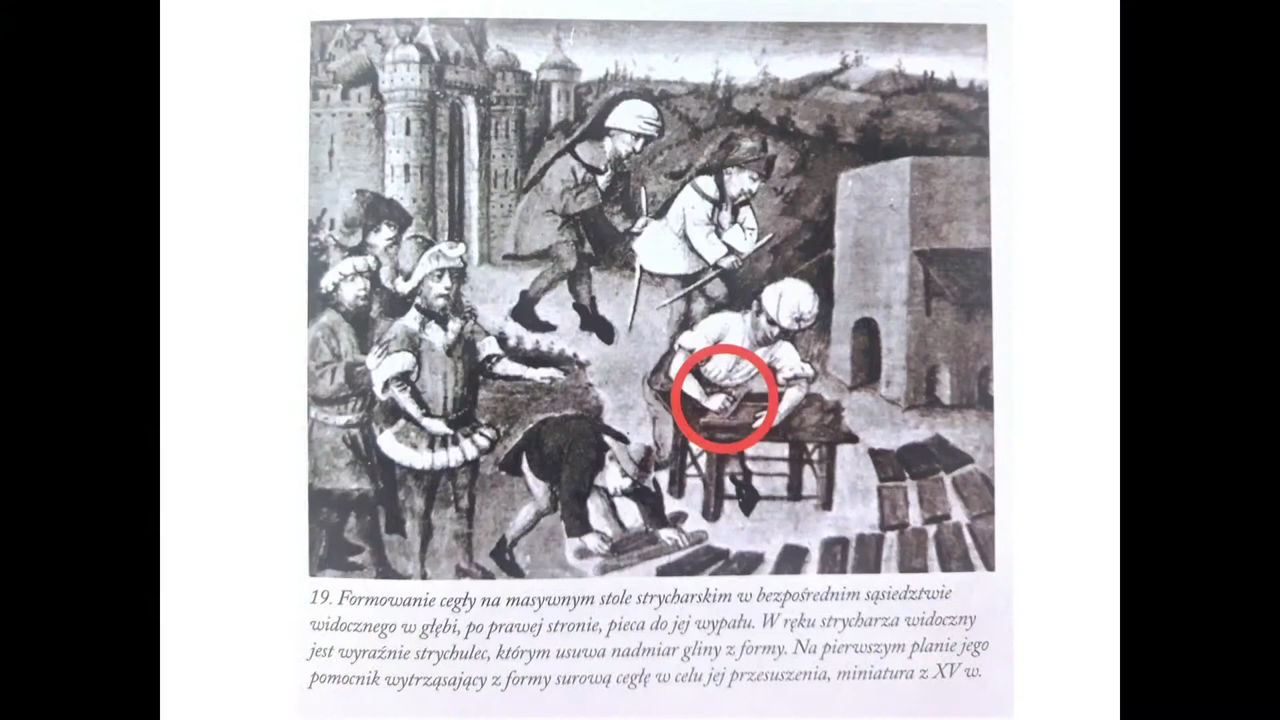 19. Formowanie cegły na masywnym stole strycharskim w bezpośrednim sąsiedztwie
widocznego w głębi, po prawej stronie, pieca do jej wypału. W ręku strycharza widoczny
jest wyraźnie strychulec, którym usuwa nadmiar gliny z formy. Na pierwszym planie jego
pomocnik wytrząsający z formy surową cegłę w celu jej przesuszenia, miniatura z XV w.